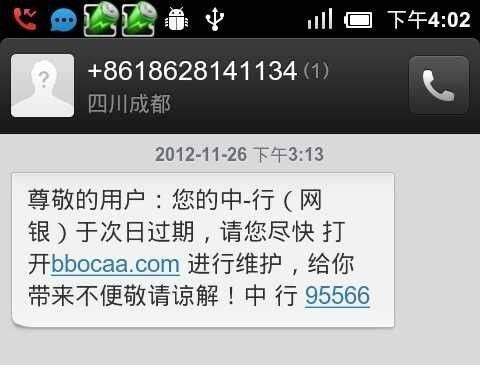 下午4:02
+8618628141134 (1)
四川成都
2012-11-26 下午3:13
尊敬的用户：您的中-行（网
银）于次日过期，请您尽快 打
开bbocaa.com 进行维护，给你
带来不便敬请谅解！中 行 95566